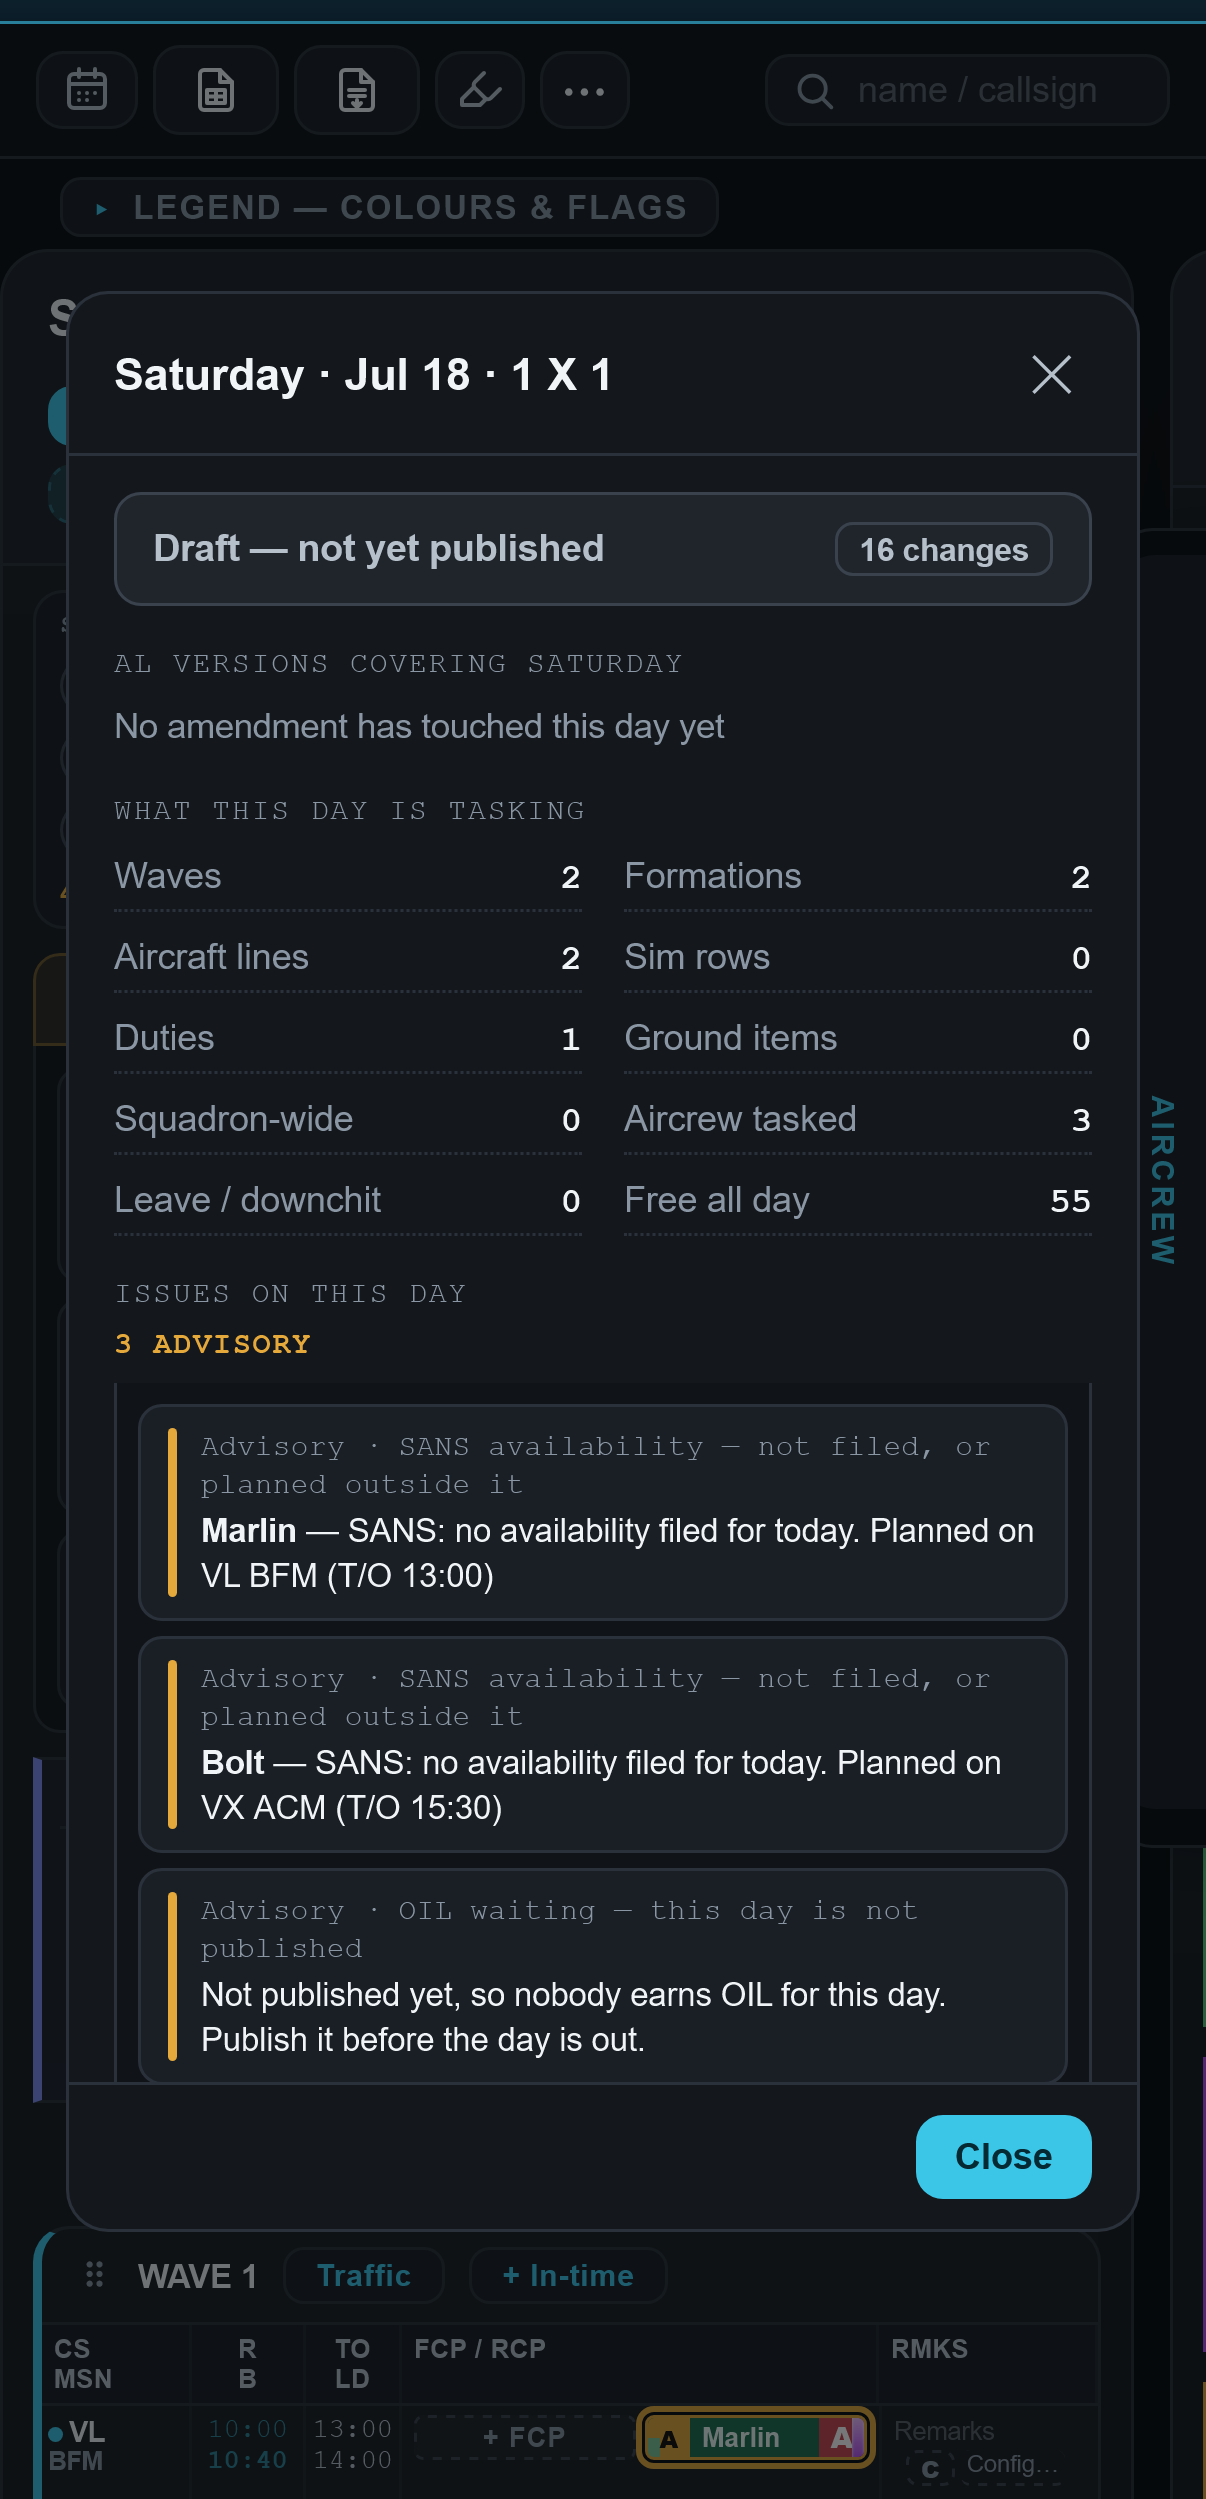 name / callsign
▸ LEGEND — COLOURS & FLAGS
S
Saturday · Jul 18 · 1 X 1
Draft — not yet published
16 changes
AL VERSIONS COVERING SATURDAY
No amendment has touched this day yet
WHAT THIS DAY IS TASKING
Waves 2
Formations 2
Aircraft lines 2
Sim rows 0
Duties 1
Ground items 0
Squadron-wide 0
Aircrew tasked 3
Leave / downchit 0
Free all day 55
AIRCREW
ISSUES ON THIS DAY
3 ADVISORY
Advisory · SANS availability — not filed, or
planned outside it
Marlin — SANS: no availability filed for today. Planned on
VL BFM (T/O 13:00)
Advisory · SANS availability — not filed, or
planned outside it
Bolt — SANS: no availability filed for today. Planned on
VX ACM (T/O 15:30)
Advisory · OIL waiting — this day is not
published
Not published yet, so nobody earns OIL for this day.
Publish it before the day is out.
Close
WAVE 1 Traffic + In-time
CS R TO FCP / RCP RMKS
MSN B LD
VL 10:00 13:00 + FCP A Marlin A Remarks
BFM 10:40 14:00 C Config...